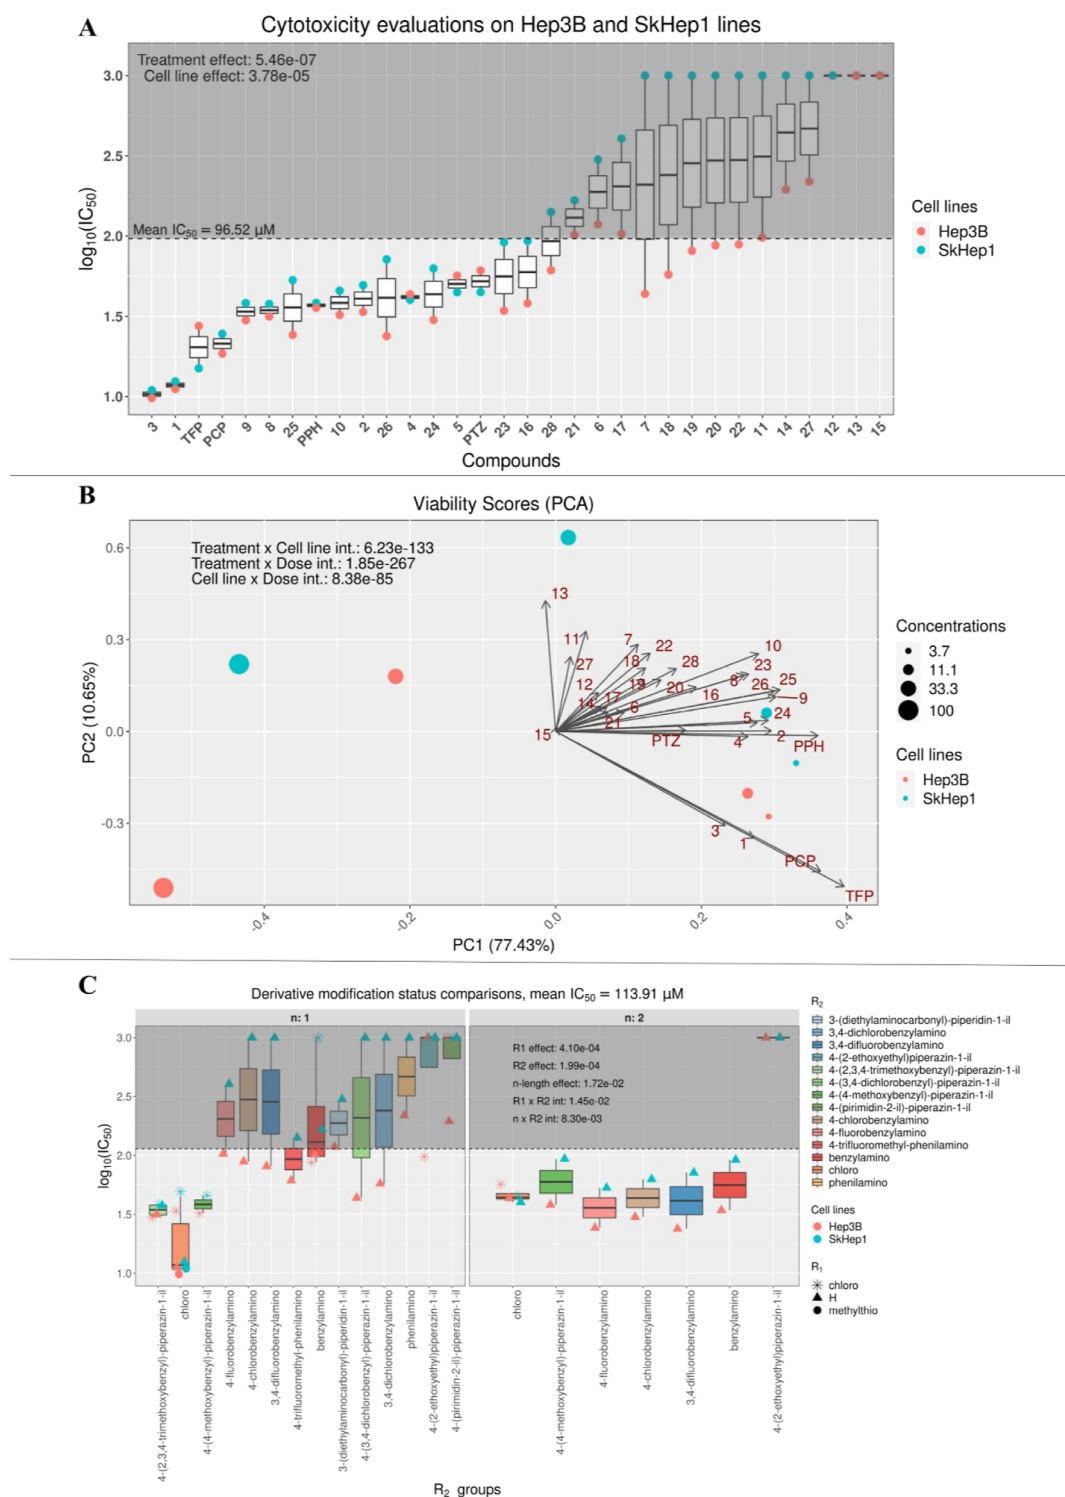 A
Cytotoxicity evaluations on Hep3B and SkHep1 lines
Treatment effect: 5.46e-07
Cell line effect: 3.78e-05
Mean IC50 = 96.52 µM
log10(IC50)
3.0
2.5
2.0
1.5
1.0
3 1 TFP PCP 9 8 25 PPH 10 2 26 4 24 5 PTZ 23 16 28 21 6 17 7 18 19 20 22 11 14 27 12 13 15
Compounds
Cell lines
Hep3B
SkHep1
B
Viability Scores (PCA)
Treatment x Cell line int.: 6.23e-133
Treatment x Dose int.: 1.85e-267
Cell line x Dose int.: 8.38e-85
PC2 (10.65%)
0.6
0.3
0.0
-0.3
13
11
7
22
10
27
18
28
23
12
19
20
8
26
25
14
17
6
16
9
21
5
24
15
PTZ
4
2
PPH
3
1
PCP
TFP
-0.4
-0.2
0.0
0.2
0.4
PC1 (77.43%)
Concentrations
3.7
11.1
33.3
100
Cell lines
Hep3B
SkHep1
C
Derivative modification status comparisons, mean IC50 = 113.91 µM
n: 1
n: 2
R1 effect: 4.10e-04
R2 effect: 1.99e-04
n-length effect: 1.72e-02
R1 x R2 int: 1.45e-02
n x R2 int: 8.30e-03
log10(IC50)
3.0
2.5
2.0
1.5
1.0
4-(2,3,4-trimethoxybenzyl)-piperazin-1-il
chloro
4-(4-methoxybenzyl)-piperazin-1-il
4-fluorobenzylamino
4-chlorobenzylamino
3,4-difluorobenzylamino
4-trifluoromethyl-phenilamino
benzylamino
3-(diethylaminocarbonyl)-piperidin-1-il
4-(3,4-dichlorobenzyl)-piperazin-1-il
3,4-dichlorobenzylamino
phenilamino
4-(2-ethoxyethyl)piperazin-1-il
4-(pirimidin-2-il)-piperazin-1-il
chloro
4-(4-methoxybenzyl)-piperazin-1-il
4-fluorobenzylamino
4-chlorobenzylamino
3,4-difluorobenzylamino
benzylamino
4-(2-ethoxyethyl)piperazin-1-il
R2 groups
R2
3-(diethylaminocarbonyl)-piperidin-1-il
3,4-dichlorobenzylamino
3,4-difluorobenzylamino
4-(2-ethoxyethyl)piperazin-1-il
4-(2,3,4-trimethoxybenzyl)-piperazin-1-il
4-(3,4-dichlorobenzyl)-piperazin-1-il
4-(4-methoxybenzyl)-piperazin-1-il
4-(pirimidin-2-il)-piperazin-1-il
4-chlorobenzylamino
4-fluorobenzylamino
4-trifluoromethyl-phenilamino
benzylamino
chloro
phenilamino
Cell lines
Hep3B
SkHep1
R1
chloro
H
methylthio